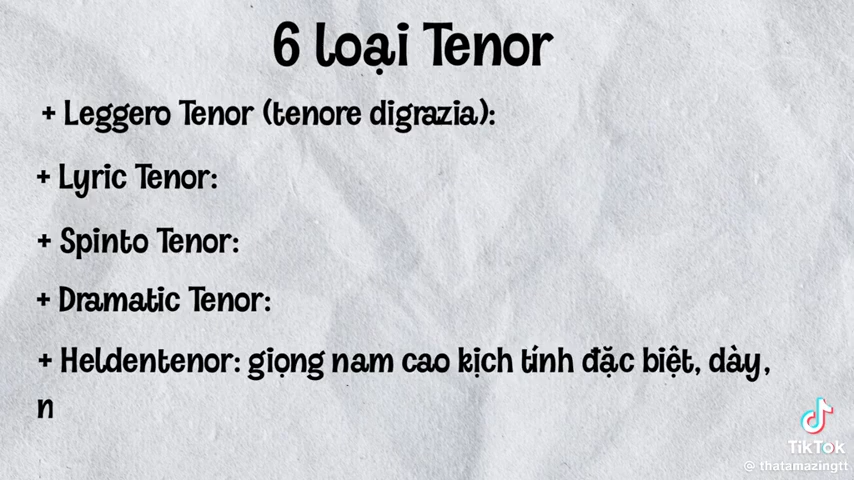 6 loại Tenor
+ Leggero Tenor (tenore digrazia):
+ Lyric Tenor:
+ Spinto Tenor:
+ Dramatic Tenor:
+ Heldentenor: giọng nam cao kịch tính đặc biệt, dày,
n
TikTok
@ thatamazingtt